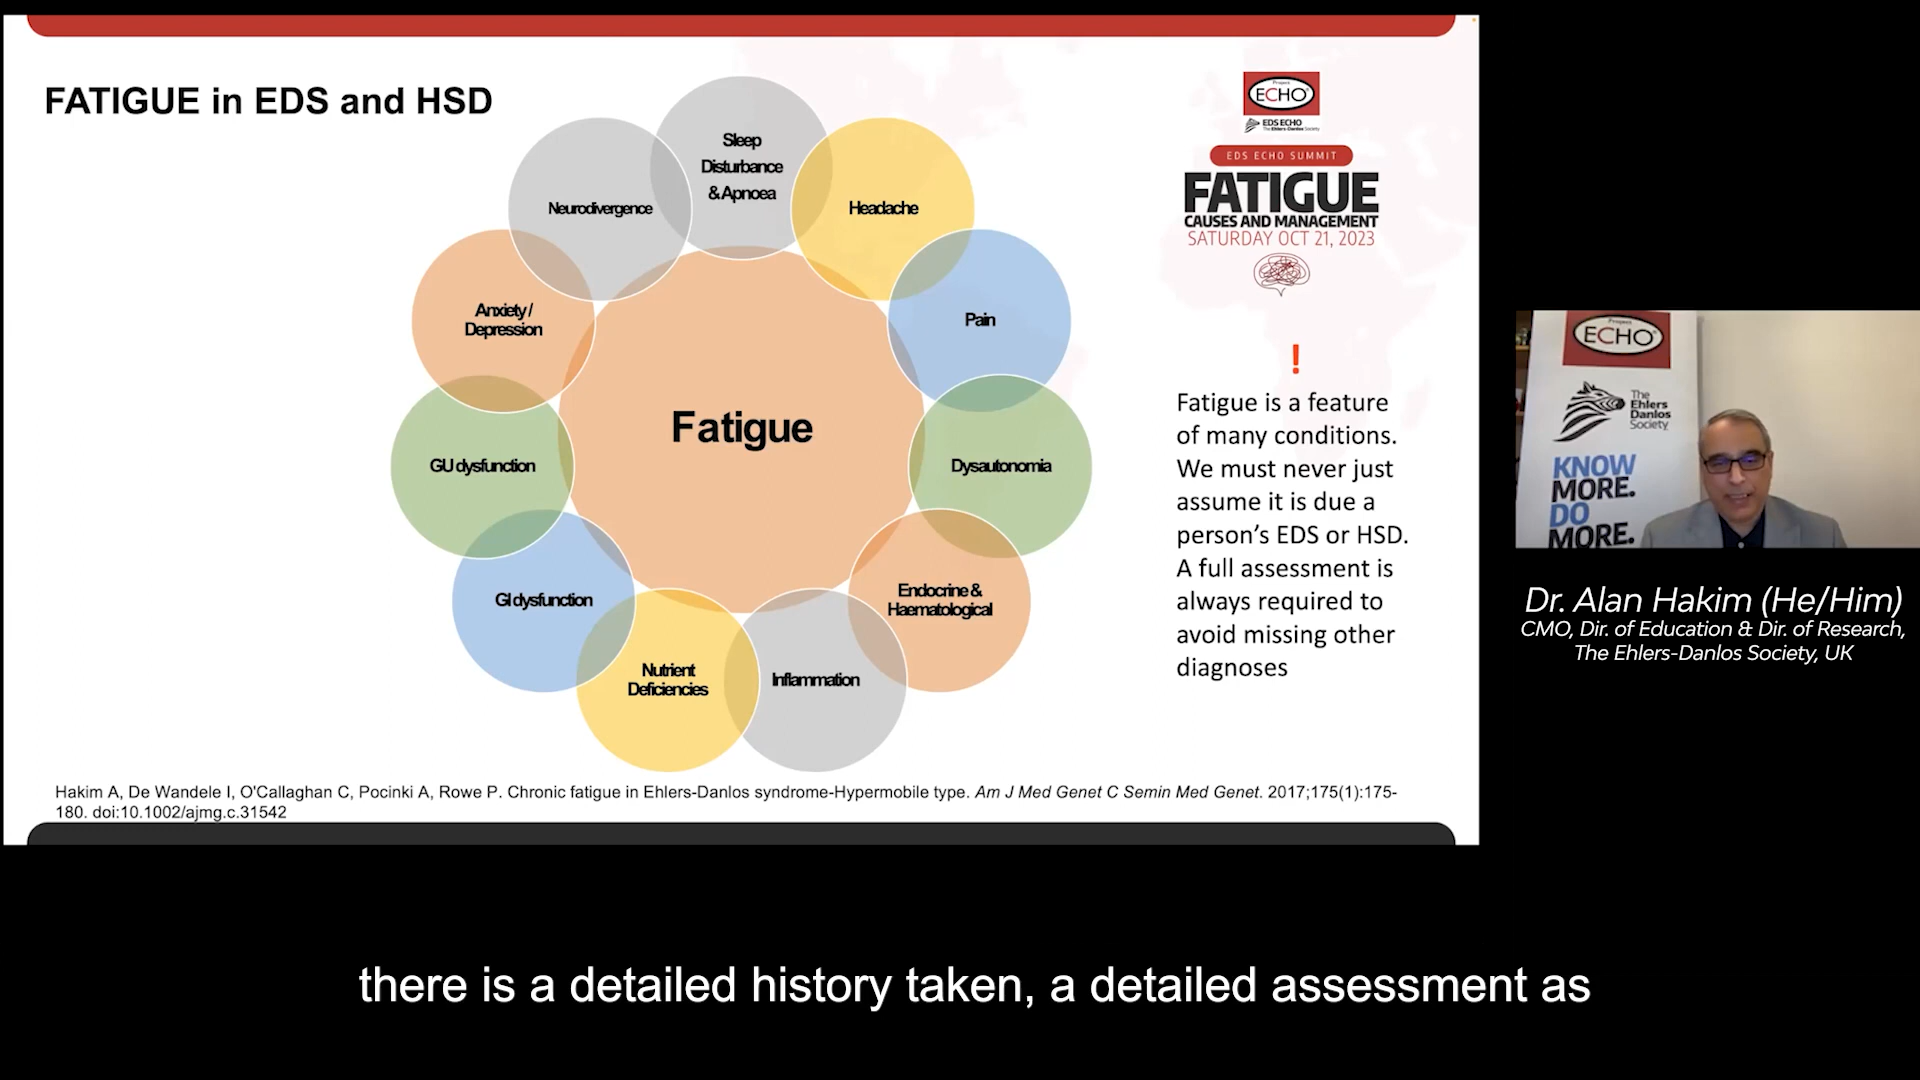 FATIGUE in EDS and HSD
Sleep
Disturbance
& Apnoea
Neurodivergence
Headache
Anxiety /
Depression
Pain
Fatigue
GU dysfunction
Dysautonomia
GI dysfunction
Endocrine &
Haematological
Nutrient
Deficiencies
Inflammation
Project
ECHO®
EDS ECHO
The Ehlers-Danlos Society
EDS ECHO SUMMIT
FATIGUE
CAUSES AND MANAGEMENT
SATURDAY OCT 21, 2023
!
Fatigue is a feature
of many conditions.
We must never just
assume it is due a
person’s EDS or HSD.
A full assessment is
always required to
avoid missing other
diagnoses
Hakim A, De Wandele I, O'Callaghan C, Pocinki A, Rowe P. Chronic fatigue in Ehlers-Danlos syndrome-Hypermobile type. Am J Med Genet C Semin Med Genet. 2017;175(1):175-
180. doi:10.1002/ajmg.c.31542
Project
ECHO®
The
Ehlers
Danlos
Society
KNOW
MORE.
DO
MORE.
Dr. Alan Hakim (He/Him)
CMO, Dir. of Education & Dir. of Research,
The Ehlers-Danlos Society, UK
there is a detailed history taken, a detailed assessment as